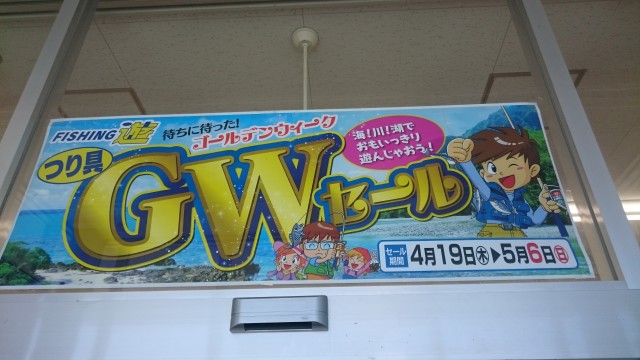 FISHING 遊
待ちに待った!
ゴールデンウィーク
つり具
GWセール
海!川!湖で
おもいっきり
遊んじゃおう!
セール期間 4月19日木▶5月6日日